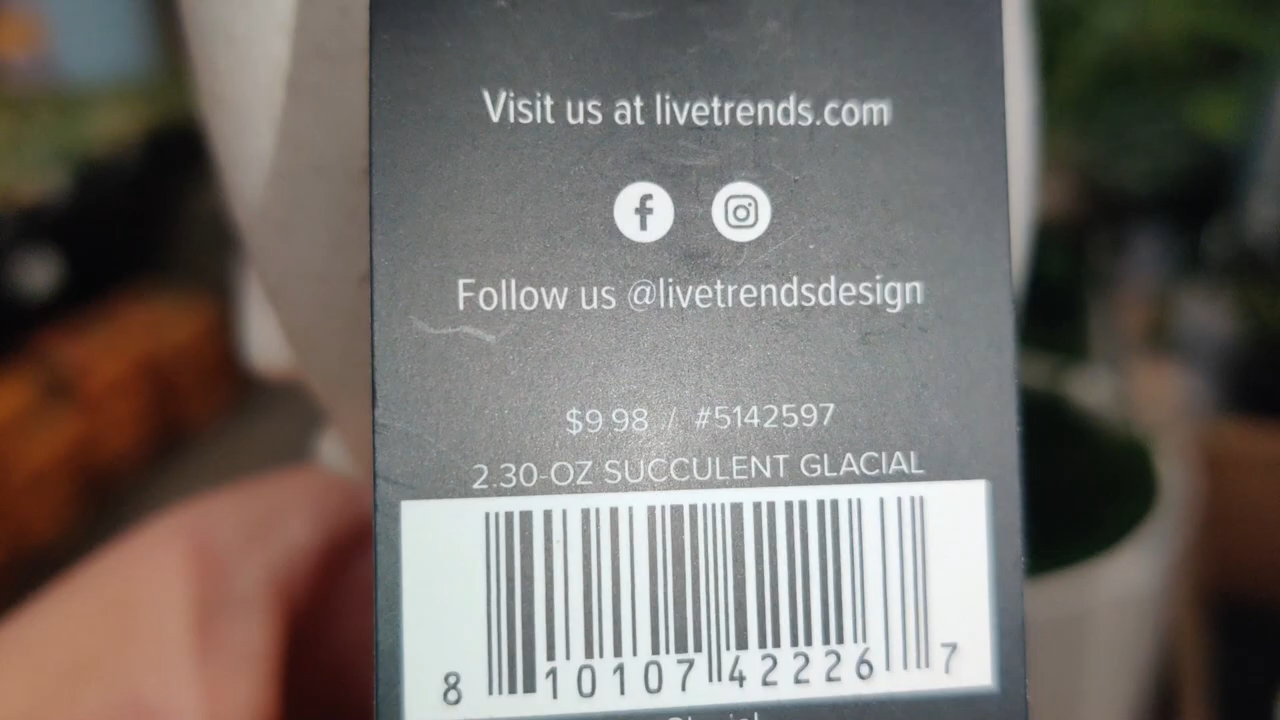 Visit us at livetrends.com
Follow us @livetrendsdesign
$9.98 / #5142597
2.30-OZ SUCCULENT GLACIAL
8 10107 42226 7